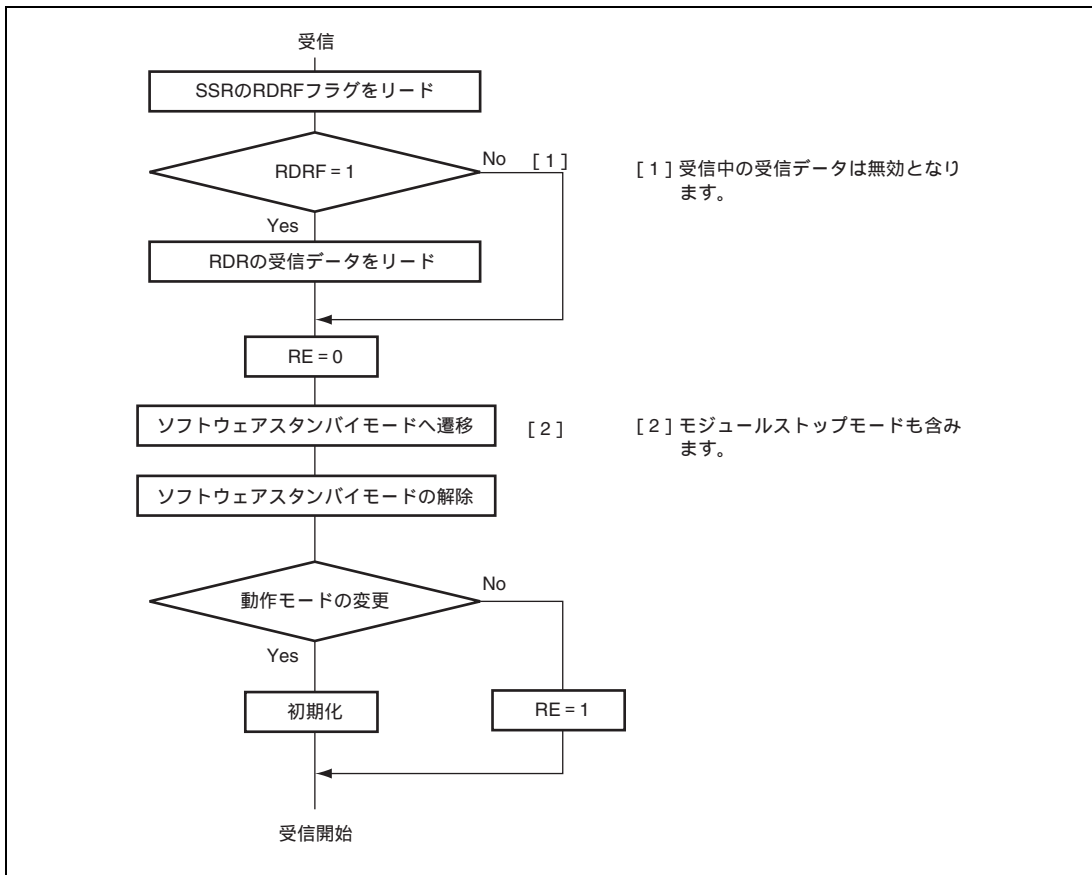 受信
SSRのRDRFフラグをリード
RDRF = 1
No [ 1 ]
[ 1 ] 受信中の受信データは無効となり
ます。
Yes
RDRの受信データをリード
RE = 0
ソフトウェアスタンバイモードへ遷移
[ 2 ]
[ 2 ] モジュールストップモードも含み
ます。
ソフトウェアスタンバイモードの解除
動作モードの変更
No
Yes
初期化
RE = 1
受信開始